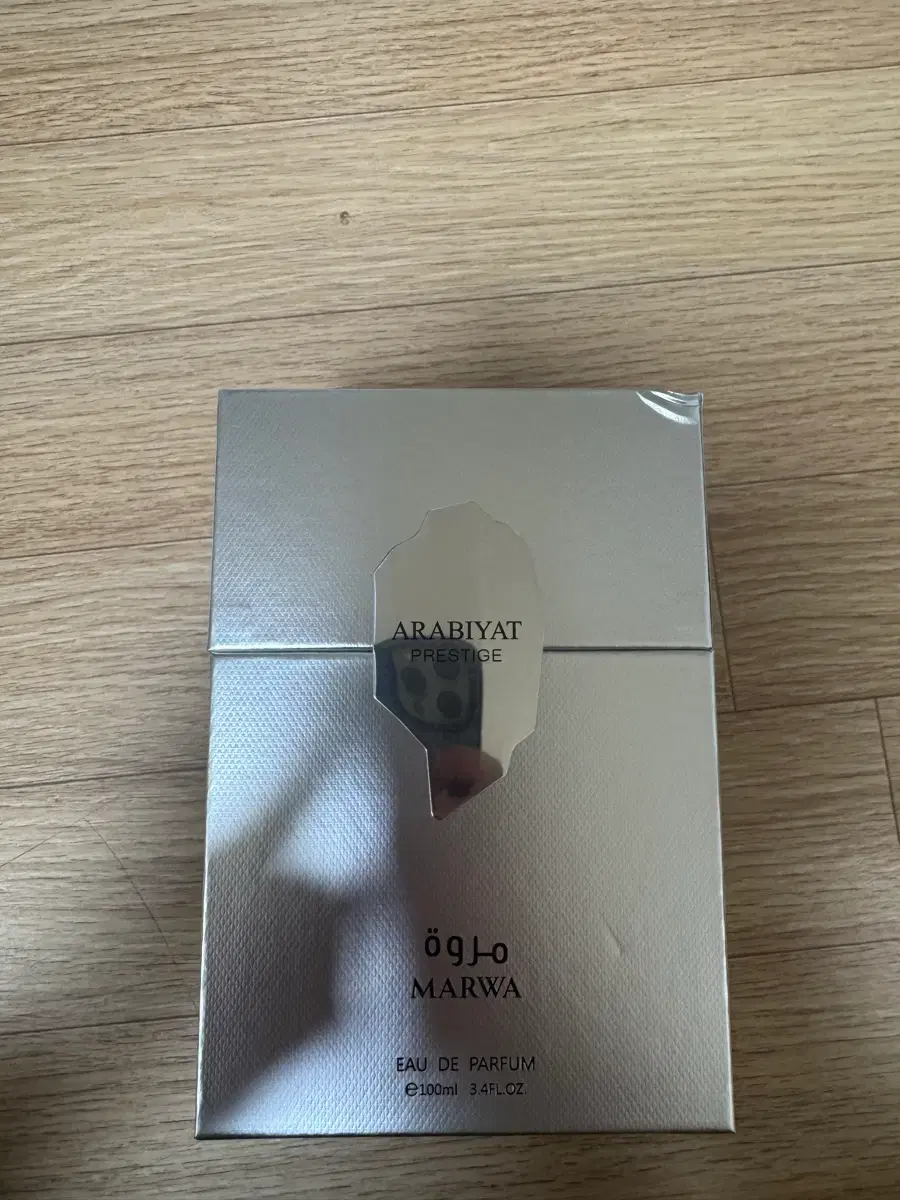 ARABIYAT
PRESTIGE
مروة
MARWA
EAU DE PARFUM
℮100ml 3.4FL.OZ.